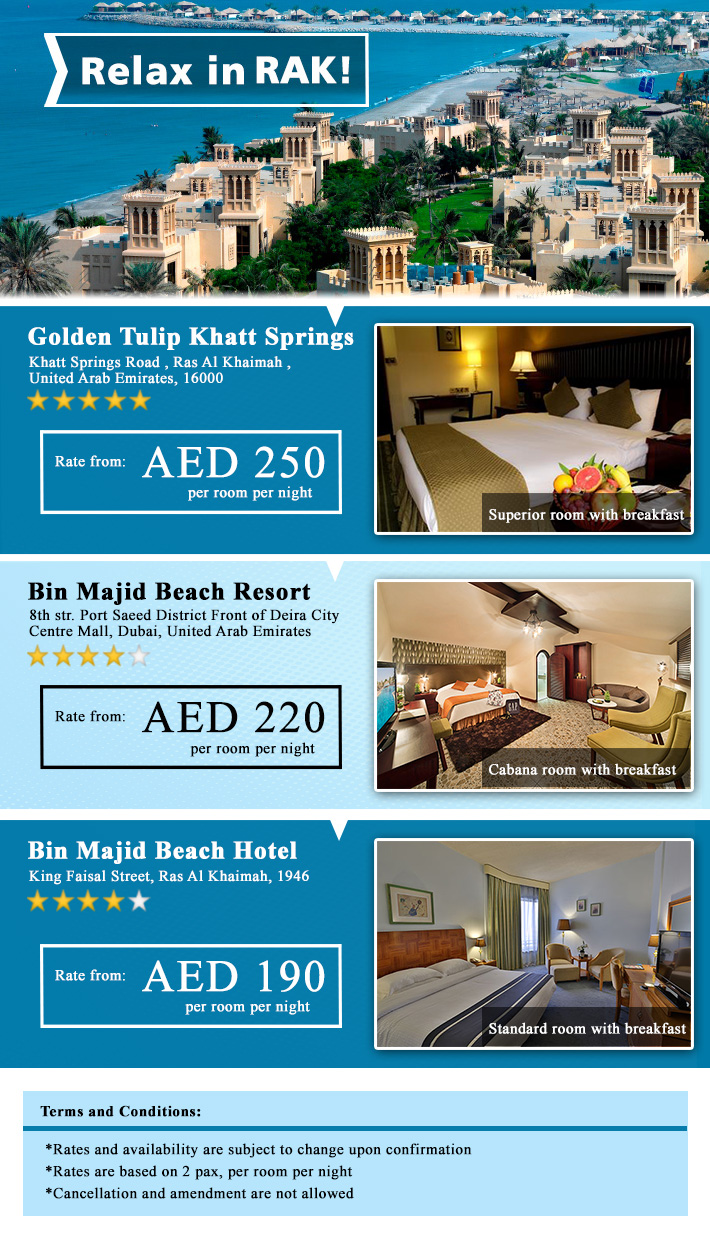 Relax in RAK!
Golden Tulip Khatt Springs
Khatt Springs Road , Ras Al Khaimah ,
United Arab Emirates, 16000
Rate from: AED 250
per room per night
Superior room with breakfast
Bin Majid Beach Resort
8th str. Port Saeed District Front of Deira City
Centre Mall, Dubai, United Arab Emirates
Rate from: AED 220
per room per night
Cabana room with breakfast
Bin Majid Beach Hotel
King Faisal Street, Ras Al Khaimah, 1946
Rate from: AED 190
per room per night
Standard room with breakfast
Terms and Conditions:
*Rates and availability are subject to change upon confirmation
*Rates are based on 2 pax, per room per night
*Cancellation and amendment are not allowed